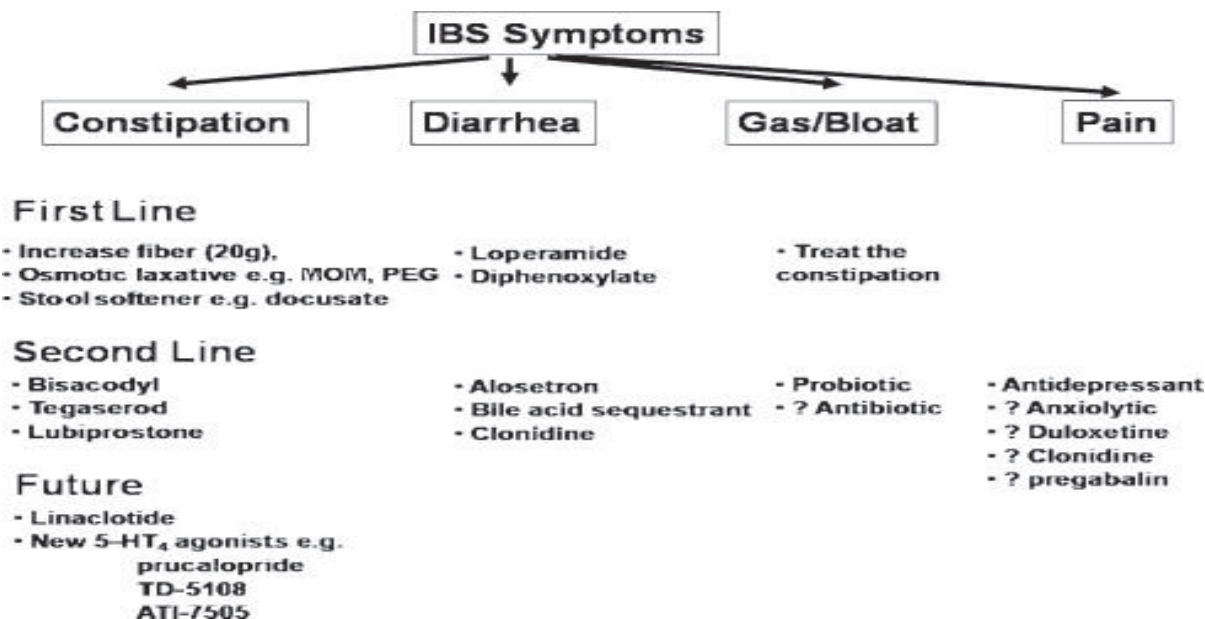 IBS Symptoms
Constipation
Diarrhea
Gas/Bloat
Pain
First Line
- Increase fiber (20g),
- Osmotic laxative e.g. MOM, PEG
- Stool softener e.g. docusate
- Loperamide
- Diphenoxylate
- Treat the
constipation
Second Line
- Bisacodyl
- Tegaserod
- Lubiprostone
- Alosetron
- Bile acid sequestrant
- Clonidine
- Probiotic
- ? Antibiotic
- Antidepressant
- ? Anxiolytic
- ? Duloxetine
- ? Clonidine
- ? pregabalin
Future
- Linaclotide
- New 5-HT₄ agonists e.g.
prucalopride
TD-5108
ATI-7505